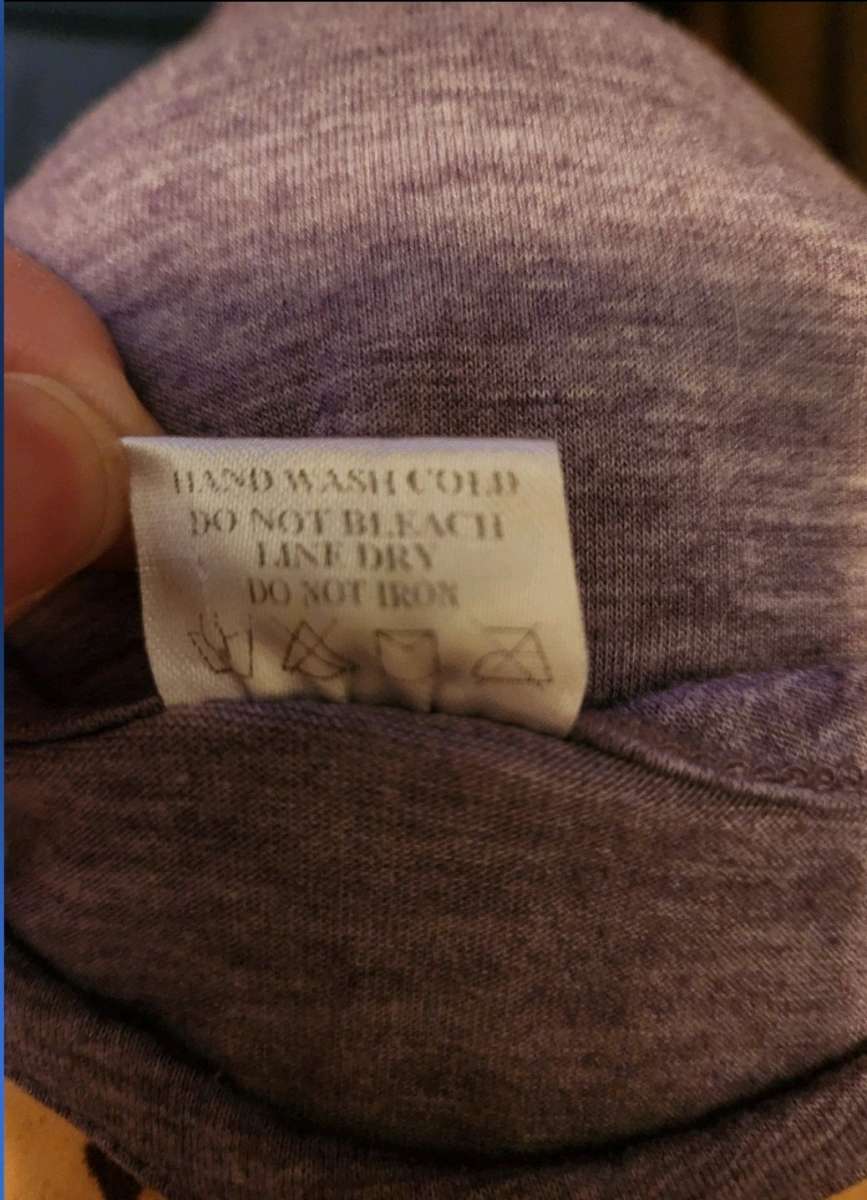 HAND WASH COLD
DO NOT BLEACH
LINE DRY
DO NOT IRON